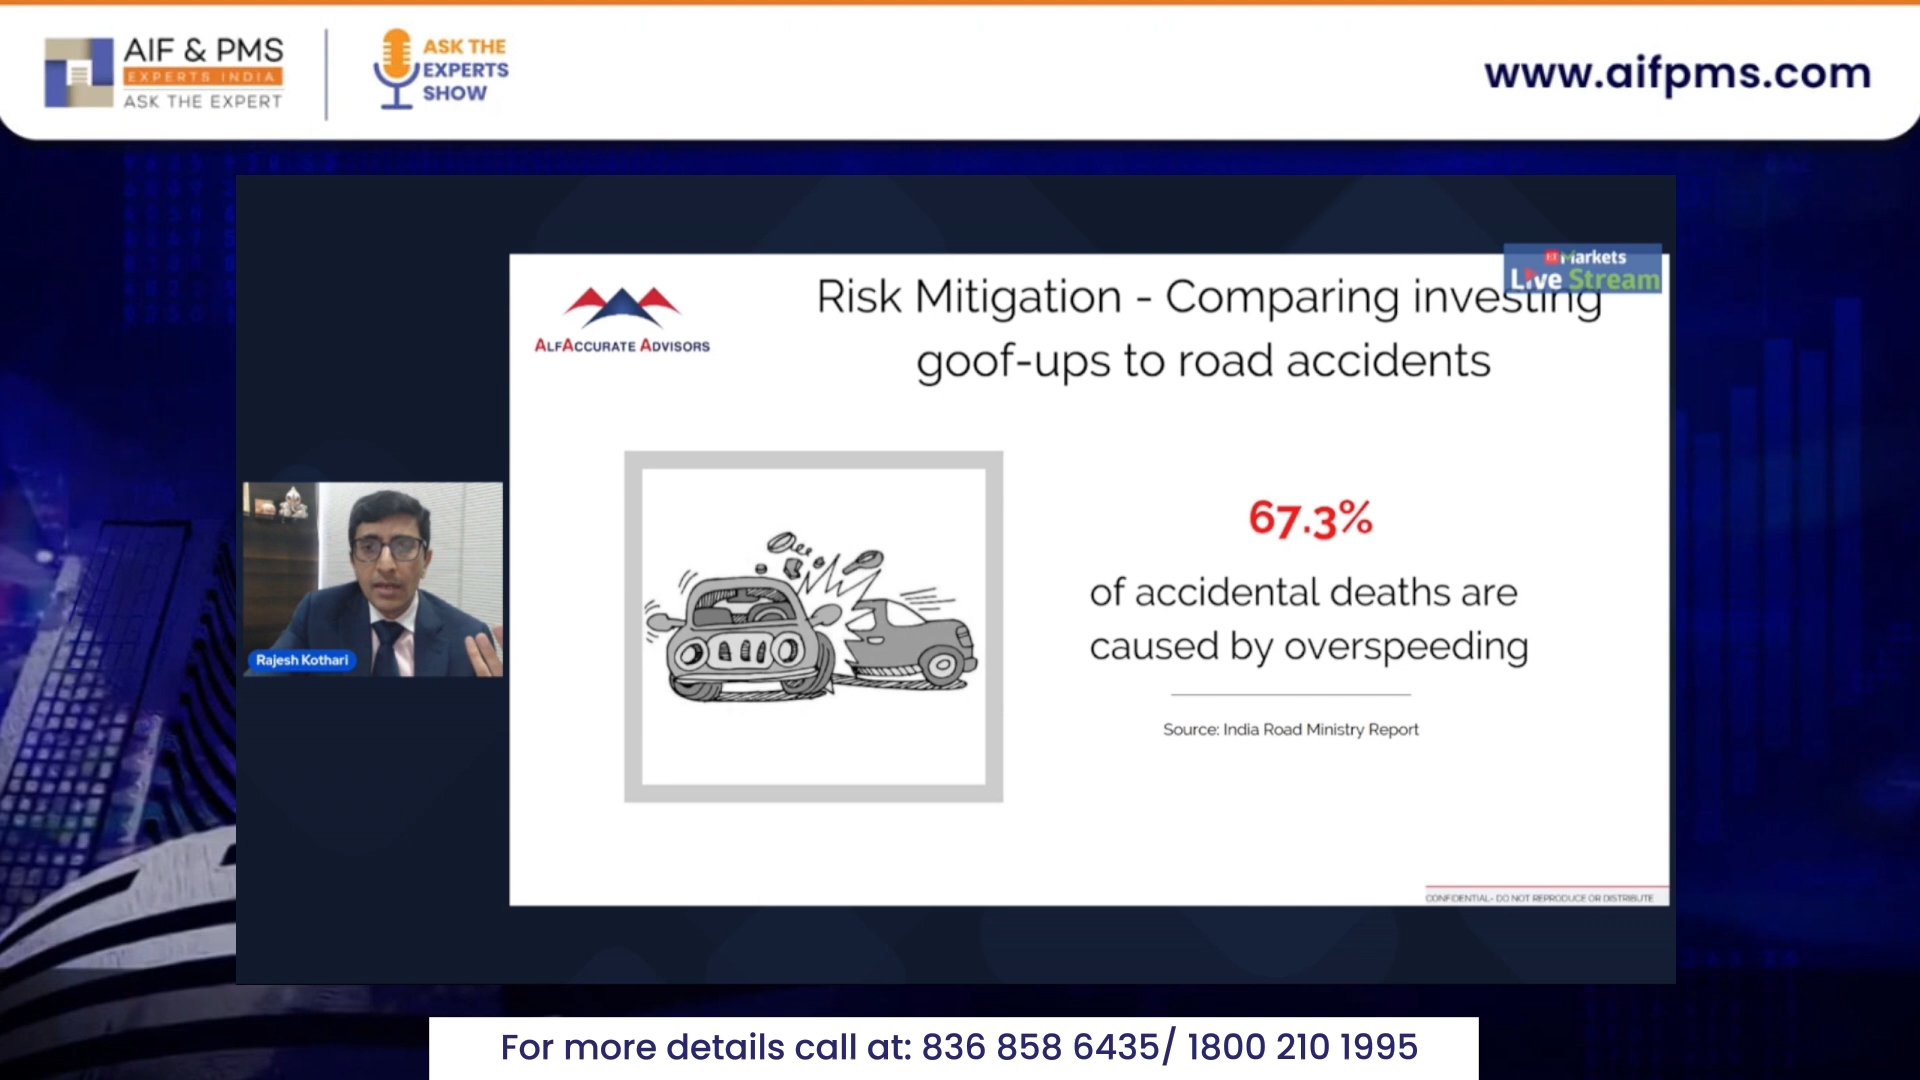 AIF & PMS
EXPERTS INDIA
ASK THE EXPERT
ASK THE
EXPERTS
SHOW
www.aifpms.com
ET Markets
Live Stream
ALFACCURATE ADVISORS
Risk Mitigation - Comparing investing
goof-ups to road accidents
67.3%
of accidental deaths are
caused by overspeeding
Source: India Road Ministry Report
Rajesh Kothari
CONFIDENTIAL- DO NOT REPRODUCE OR DISTRIBUTE
For more details call at: 836 858 6435/ 1800 210 1995